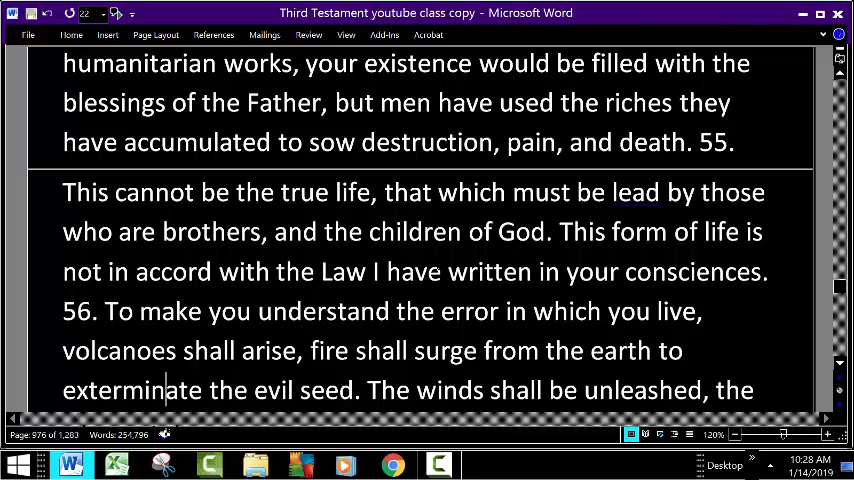 Third Testament youtube class copy - Microsoft Word
22
File Home Insert Page Layout References Mailings Review View Add-Ins Acrobat
humanitarian works, your existence would be filled with the
blessings of the Father, but men have used the riches they
have accumulated to sow destruction, pain, and death. 55.
This cannot be the true life, that which must be lead by those
who are brothers, and the children of God. This form of life is
not in accord with the Law I have written in your consciences.
56. To make you understand the error in which you live,
volcanoes shall arise, fire shall surge from the earth to
exterminate the evil seed. The winds shall be unleashed, the
Page: 976 of 1,283 Words: 254,796 120%
Desktop 10:28 AM
1/14/2019